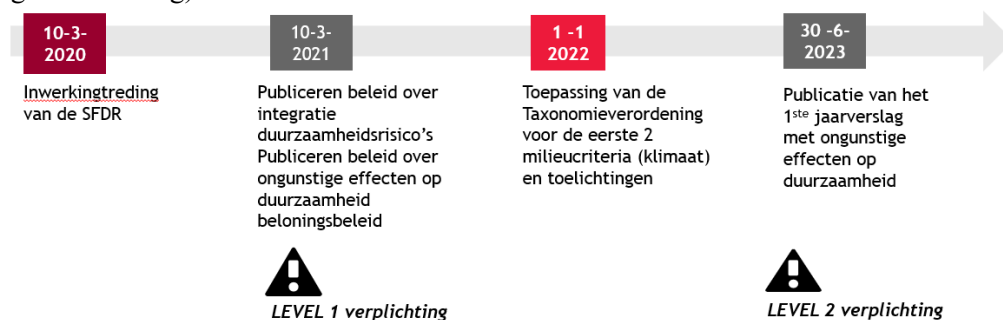 10-3-
2020
10-3-
2021
1 -1
2022
30 -6-
2023
Inwerkingtreding
van de SFDR
Publiceren beleid over
integratie
duurzaamheidsrisico's
Publiceren beleid over
ongunstige effecten op
duurzaamheid
beloningsbeleid
Toepassing van de
Taxonomieverordening
voor de eerste 2
milieucriteria (klimaat)
en toelichtingen
Publicatie van het
1ste jaarverslag
met ongunstige
effecten op
duurzaamheid
LEVEL 1 verplichting
LEVEL 2 verplichting